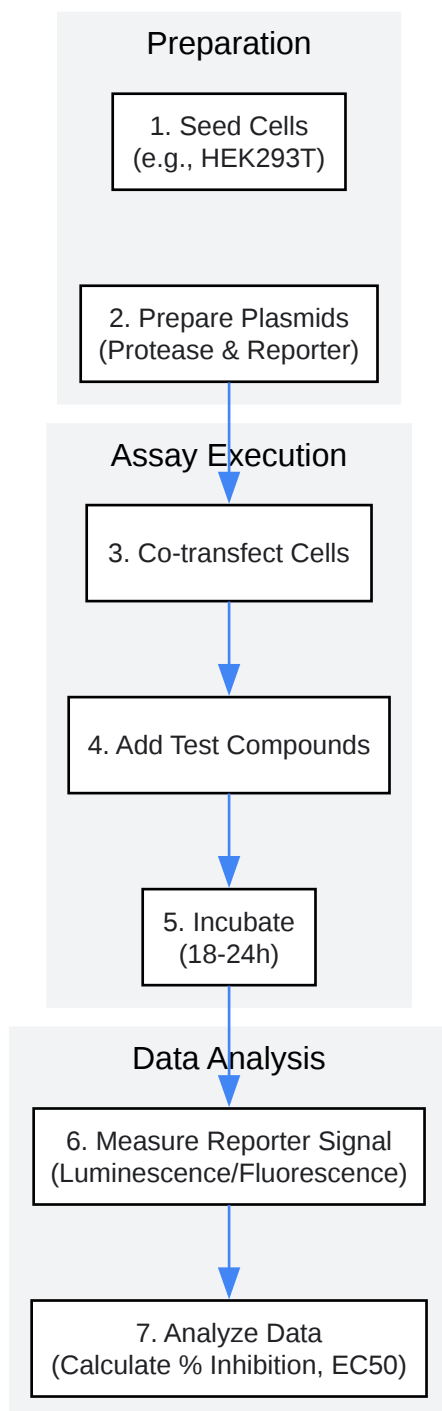 Preparation
1. Seed Cells
(e.g., HEK293T)
2. Prepare Plasmids
(Protease & Reporter)
Assay Execution
3. Co-transfect Cells
4. Add Test Compounds
5. Incubate
(18-24h)
Data Analysis
6. Measure Reporter Signal
(Luminescence/Fluorescence)
7. Analyze Data
(Calculate % Inhibition, EC50)